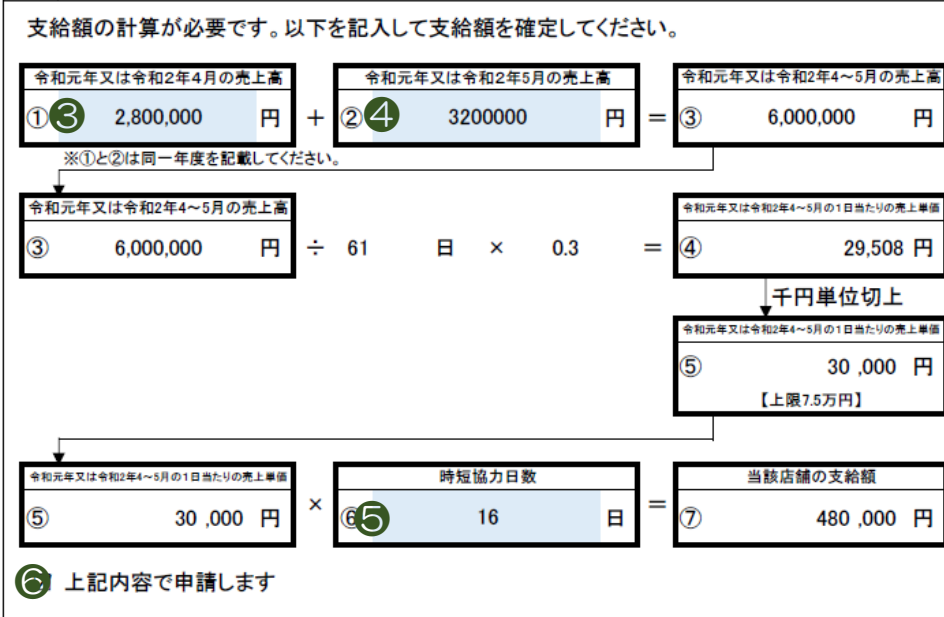 支給額の計算が必要です。以下を記入して支給額を確定してください。
令和元年又は令和2年4月の売上高 令和元年又は令和2年5月の売上高 令和元年又は令和2年4～5月の売上高
① ❸ 2,800,000 円 ＋ ② ❹ 3200000 円 ＝ ③ 6,000,000 円
※①と②は同一年度を記載してください。
令和元年又は令和2年4～5月の売上高 令和元年又は令和2年4～5月の1日当たりの売上単価
③ 6,000,000 円 ÷ 61 日 × 0.3 ＝ ④ 29,508 円
千円単位切上
令和元年又は令和2年4～5月の1日当たりの売上単価
⑤ 30 ,000 円
【上限7.5万円】
令和元年又は令和2年4～5月の1日当たりの売上単価 時短協力日数 当該店舗の支給額
⑤ 30 ,000 円 × ⑥ ❺ 16 日 ＝ ⑦ 480 ,000 円
❻ 上記内容で申請します